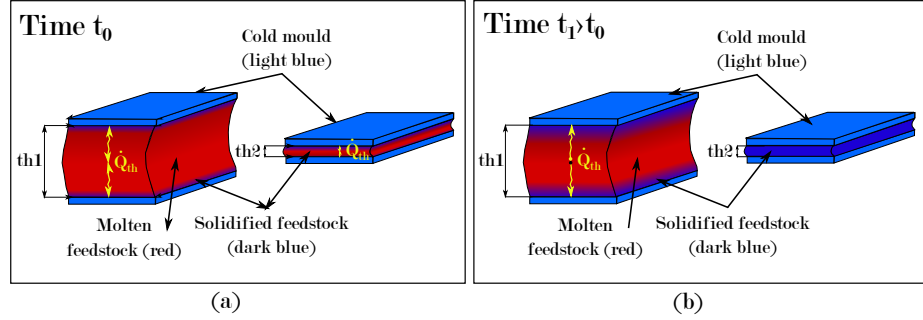 Time t₀
Cold mould
(light blue)
th1
Q̇th
th2
Q̇th
Molten
feedstock (red)
Solidified feedstock
(dark blue)
(a)
Time t₁›t₀
Cold mould
(light blue)
th1
Q̇th
th2
Molten
feedstock (red)
Solidified feedstock
(dark blue)
(b)